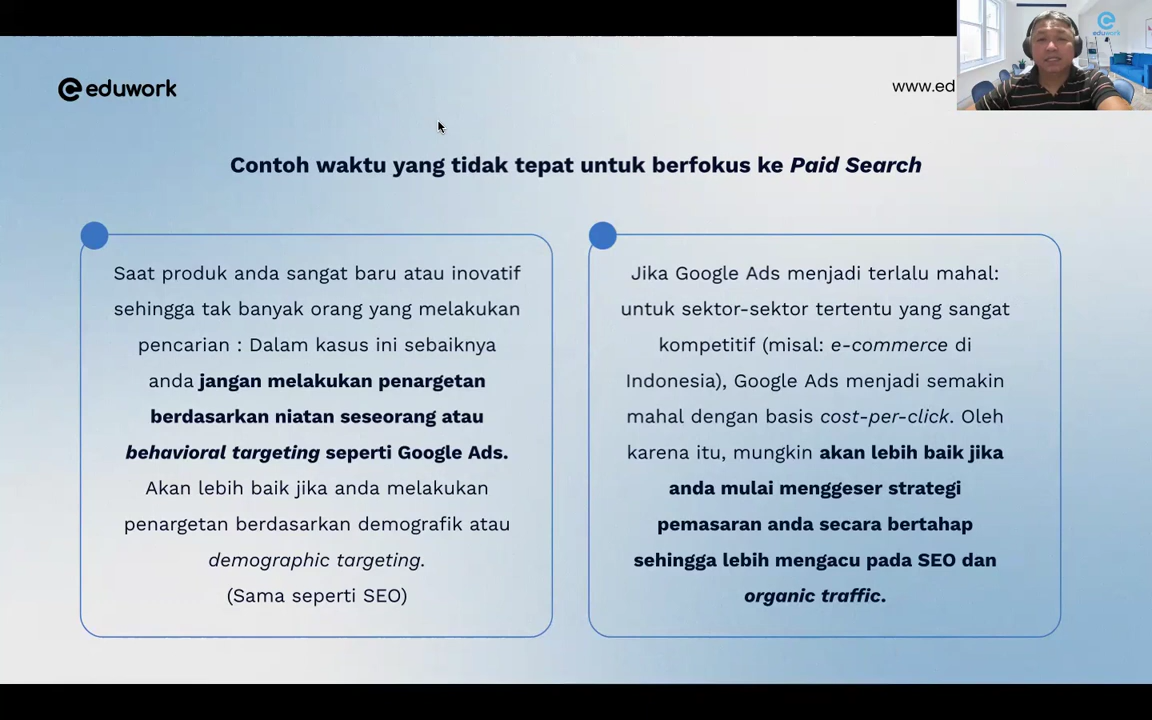 eduwork
www.ed
eduwork
Contoh waktu yang tidak tepat untuk berfokus ke Paid Search
Saat produk anda sangat baru atau inovatif
sehingga tak banyak orang yang melakukan
pencarian : Dalam kasus ini sebaiknya
anda jangan melakukan penargetan
berdasarkan niatan seseorang atau
behavioral targeting seperti Google Ads.
Akan lebih baik jika anda melakukan
penargetan berdasarkan demografik atau
demographic targeting.
(Sama seperti SEO)
Jika Google Ads menjadi terlalu mahal:
untuk sektor-sektor tertentu yang sangat
kompetitif (misal: e-commerce di
Indonesia), Google Ads menjadi semakin
mahal dengan basis cost-per-click. Oleh
karena itu, mungkin akan lebih baik jika
anda mulai menggeser strategi
pemasaran anda secara bertahap
sehingga lebih mengacu pada SEO dan
organic traffic.